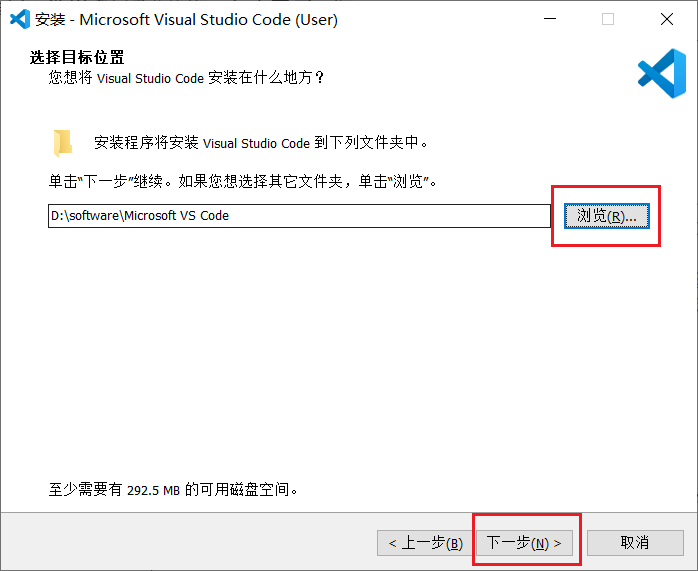 安装 - Microsoft Visual Studio Code (User)
选择目标位置
您想将 Visual Studio Code 安装在什么地方？
安装程序将安装 Visual Studio Code 到下列文件夹中。
单击“下一步”继续。如果您想选择其它文件夹，单击“浏览”。
D:\software\Microsoft VS Code 浏览(R)...
至少需要有 292.5 MB 的可用磁盘空间。
< 上一步(B) 下一步(N) > 取消